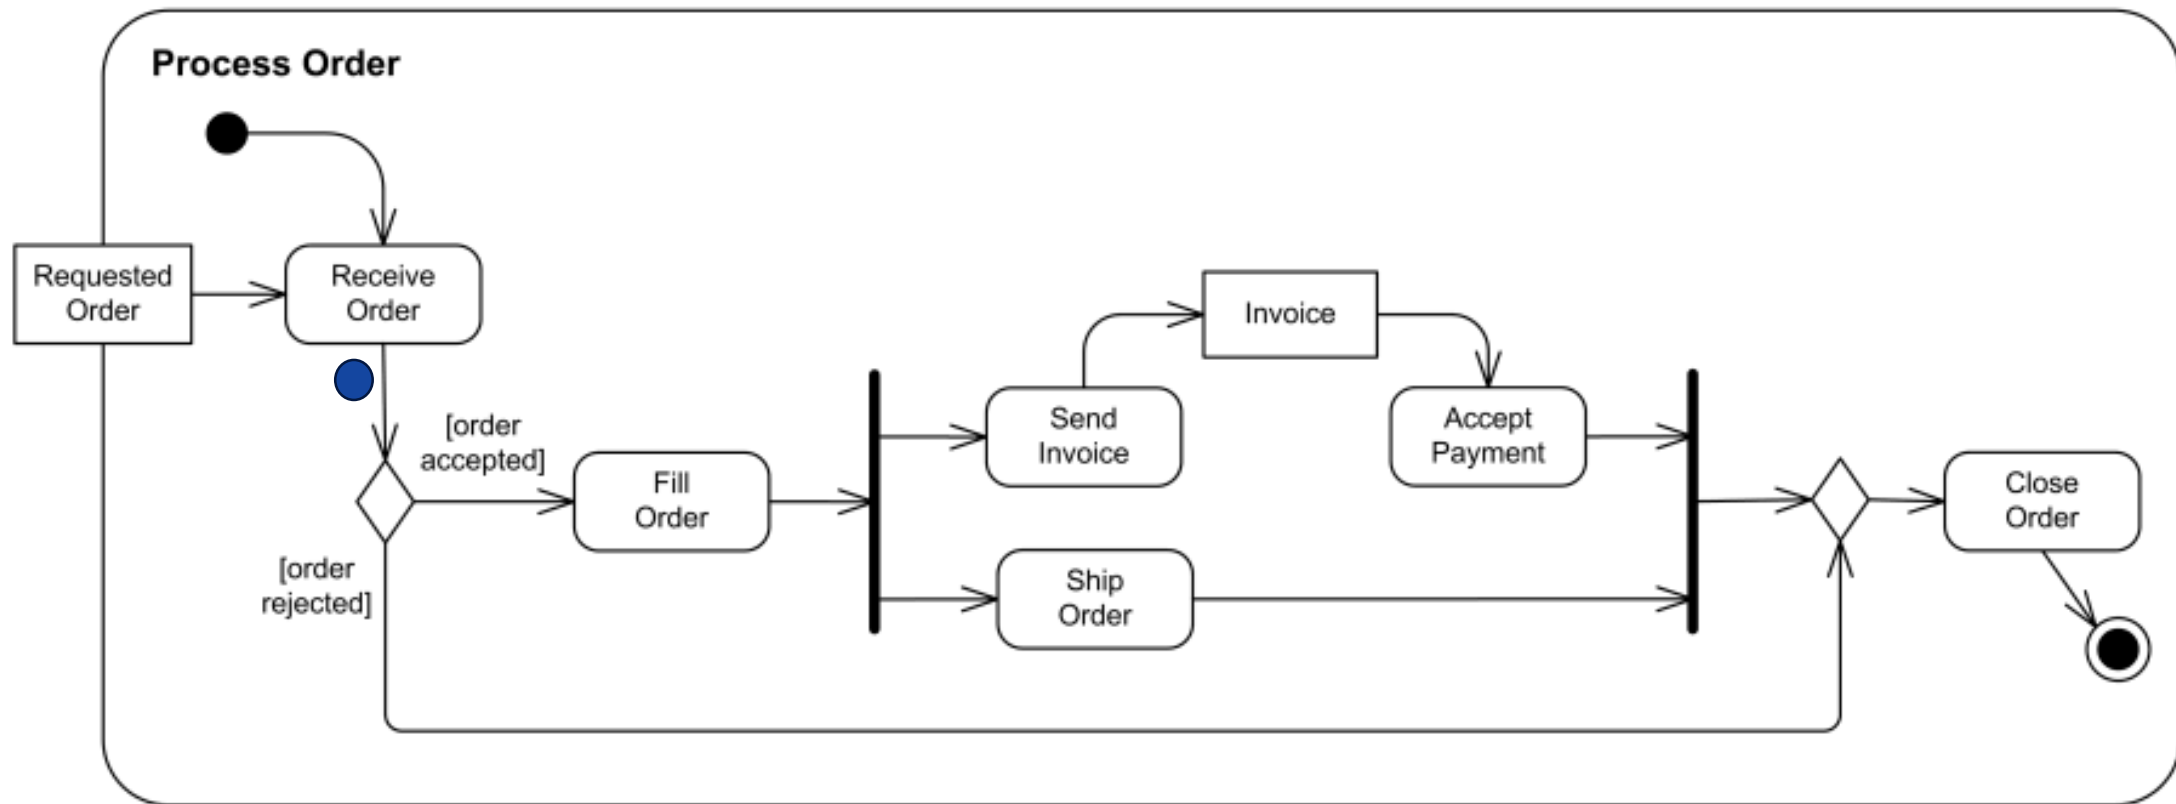 Process Order
Requested
Order
Receive
Order
[order
accepted]
[order
rejected]
Fill
Order
Send
Invoice
Invoice
Accept
Payment
Ship
Order
Close
Order